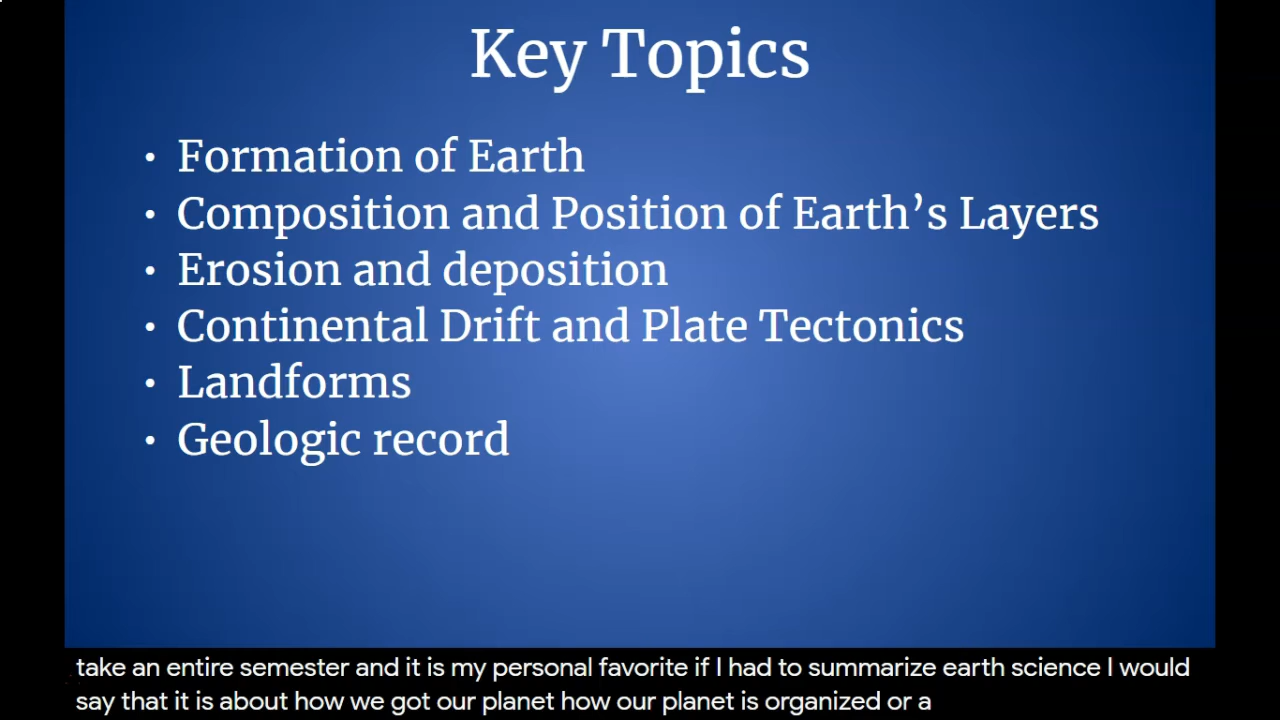 Key Topics
• Formation of Earth
• Composition and Position of Earth’s Layers
• Erosion and deposition
• Continental Drift and Plate Tectonics
• Landforms
• Geologic record
take an entire semester and it is my personal favorite if I had to summarize earth science I would
say that it is about how we got our planet how our planet is organized or a